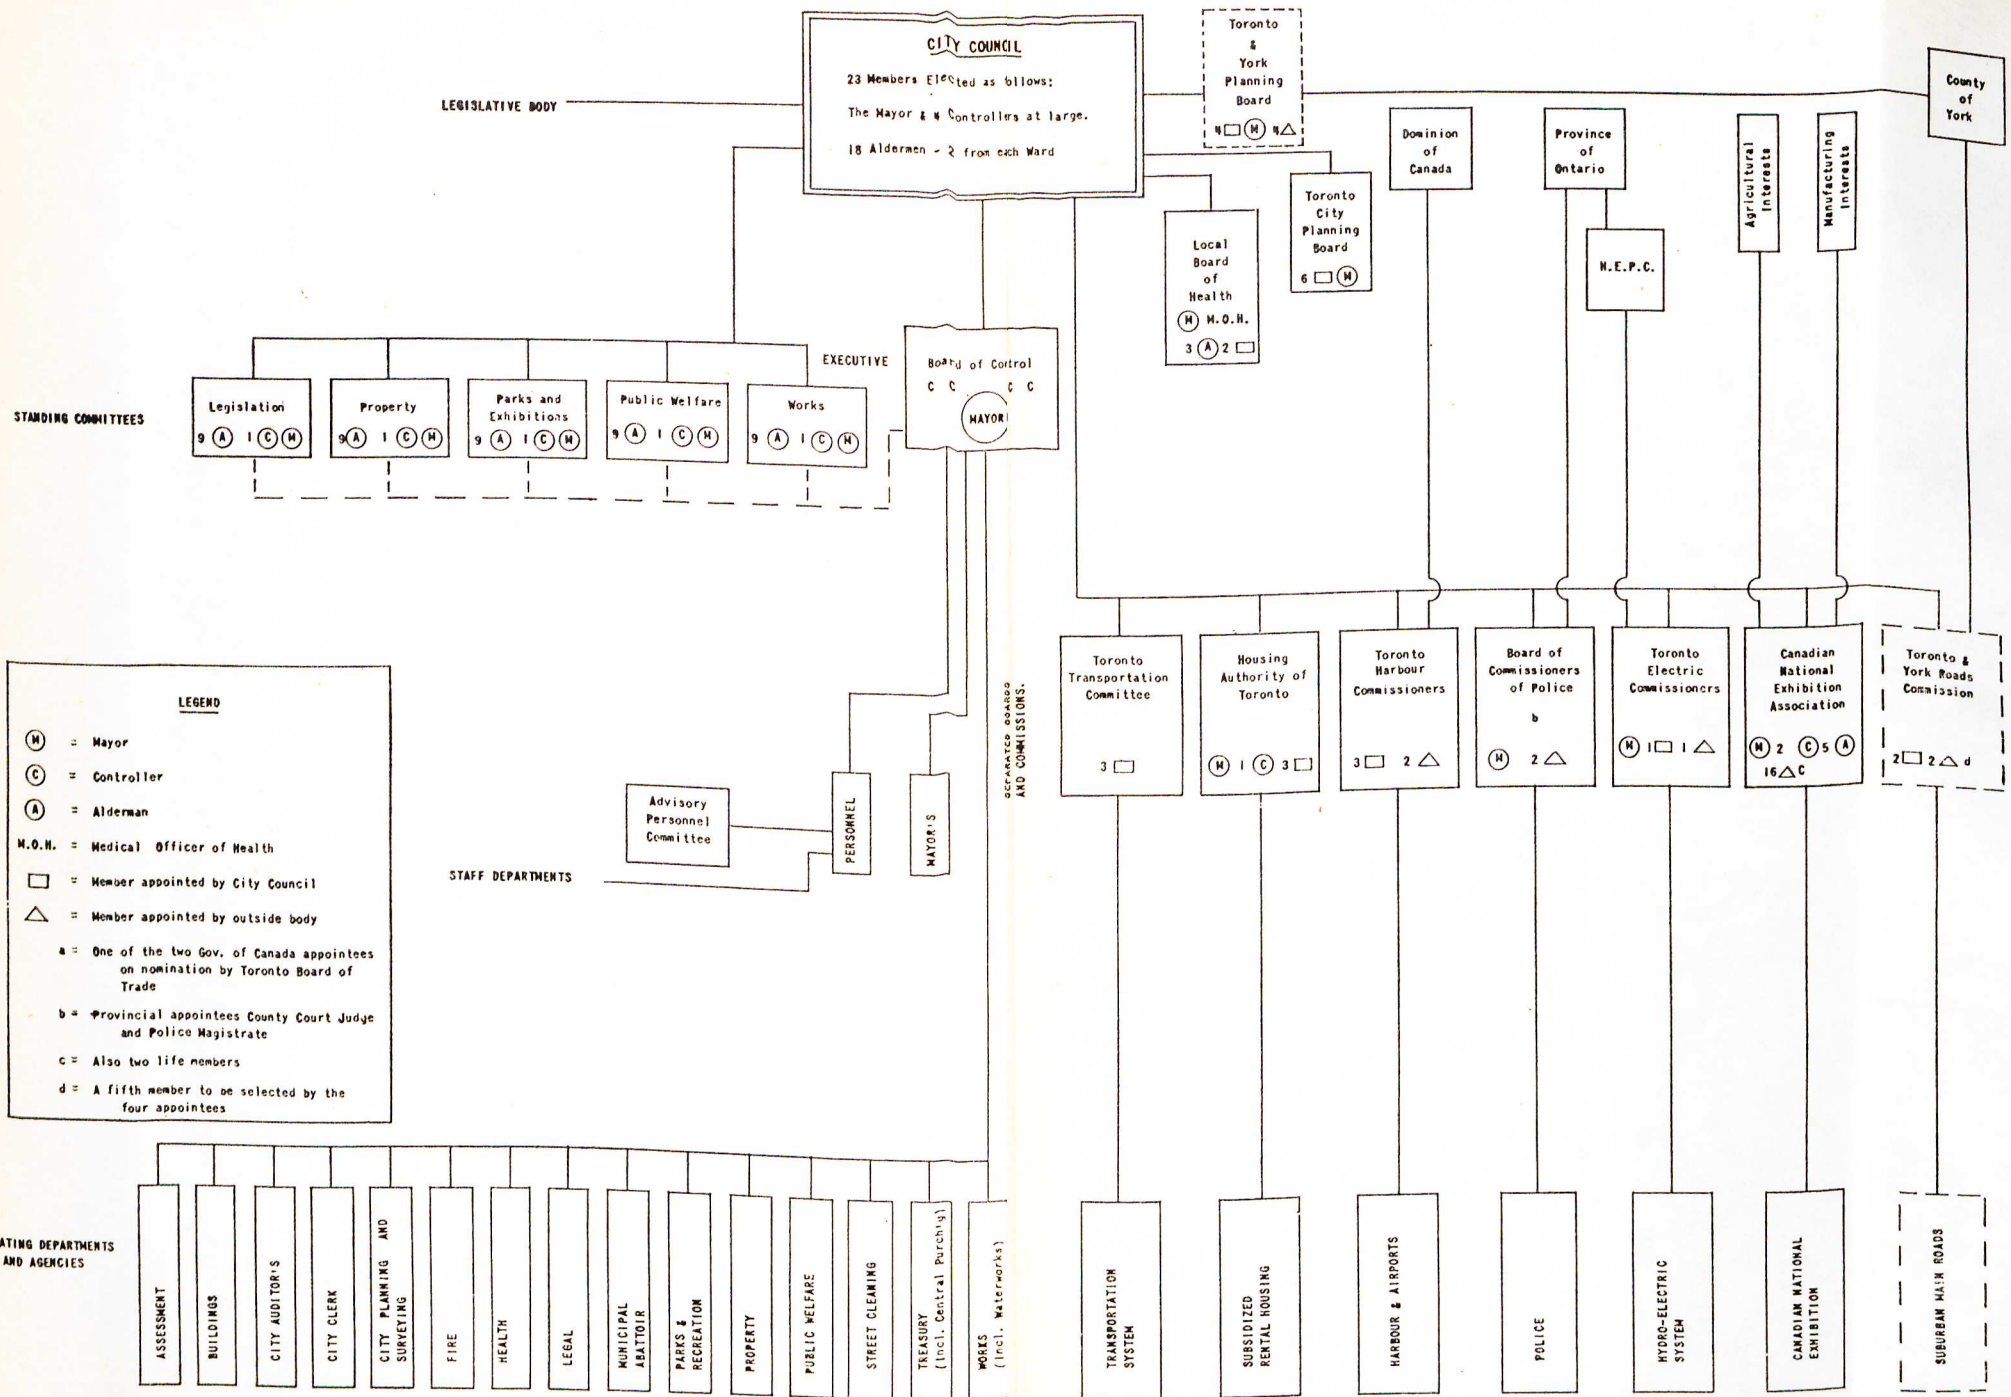 CITY COUNCIL
23 Members Elected as follows:
The Mayor & 4 Controllers at large.
18 Aldermen - 2 from each Ward
LEGISLATIVE BODY
Toronto
&
York
Planning
Board
4 M 4
County
of
York
Dominion
of
Canada
Province
of
Ontario
Agricultural
Interests
Manufacturing
Interests
Toronto
City
Planning
Board
6 M
Local
Board
of
Health
M M.O.H.
3 A 2
H.E.P.C.
EXECUTIVE
Board of Control
C C C C
MAYOR
STANDING COMMITTEES
Legislation
9 A 1 C M
Property
9 A 1 C M
Parks and
Exhibitions
9 A 1 C M
Public Welfare
9 A 1 C M
Works
9 A 1 C M
SEPARATED BOARDS
AND COMMISSIONS.
Toronto
Transportation
Committee
3
Housing
Authority of
Toronto
M 1 C 3
Toronto
Harbour
Commissioners
3 2
Board of
Commissioners
of Police
b
M 2
Toronto
Electric
Commissioners
M 1 1
Canadian
National
Exhibition
Association
M 2 C 5 A
16 C
Toronto &
York Roads
Commission
2 2 d
LEGEND
M = Mayor
C = Controller
A = Alderman
M.O.H. = Medical Officer of Health
= Member appointed by City Council
= Member appointed by outside body
a = One of the two Gov. of Canada appointees
on nomination by Toronto Board of
Trade
b = Provincial appointees County Court Judge
and Police Magistrate
c = Also two life members
d = A fifth member to be selected by the
four appointees
Advisory
Personnel
Committee
PERSONNEL
MAYOR'S
STAFF DEPARTMENTS
ATING DEPARTMENTS
AND AGENCIES
ASSESSMENT
BUILDINGS
CITY AUDITOR'S
CITY CLERK
CITY PLANNING AND
SURVEYING
FIRE
HEALTH
LEGAL
MUNICIPAL
ABATTOIR
PARKS &
RECREATION
PROPERTY
PUBLIC WELFARE
STREET CLEANING
TREASURY
(Incl. Central Purch'g)
WORKS
(Incl. Waterworks)
TRANSPORTATION
SYSTEM
SUBSIDIZED
RENTAL HOUSING
HARBOUR & AIRPORTS
POLICE
HYDRO-ELECTRIC
SYSTEM
CANADIAN NATIONAL
EXHIBITION
SUBURBAN MAIN ROADS